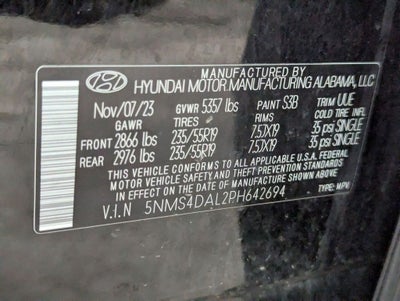 HYUNDAI MOTOR MANUFACTURING ALABAMA, LLC
Nov/07/23 GVWR 5357 lbs PAINT S3B TRIM UUE
GAWR TIRES RIMS COLD TIRE INFL
FRONT 2866 lbs 235/55R19 7.5JX19 35 psi SINGLE
REAR 2976 lbs 235/55R19 7.5JX19 35 psi SINGLE
THIS VEHICLE CONFORMS TO ALL APPLICABLE U.S.A. FEDERAL
MOTOR VEHICLE SAFETY AND THEFT PREVENTION STANDARDS
IN EFFECT ON THE DATE OF MANUFACTURE SHOWN ABOVE.
V.I.N 5NMS4DAL2PH642694 TYPE: MPV